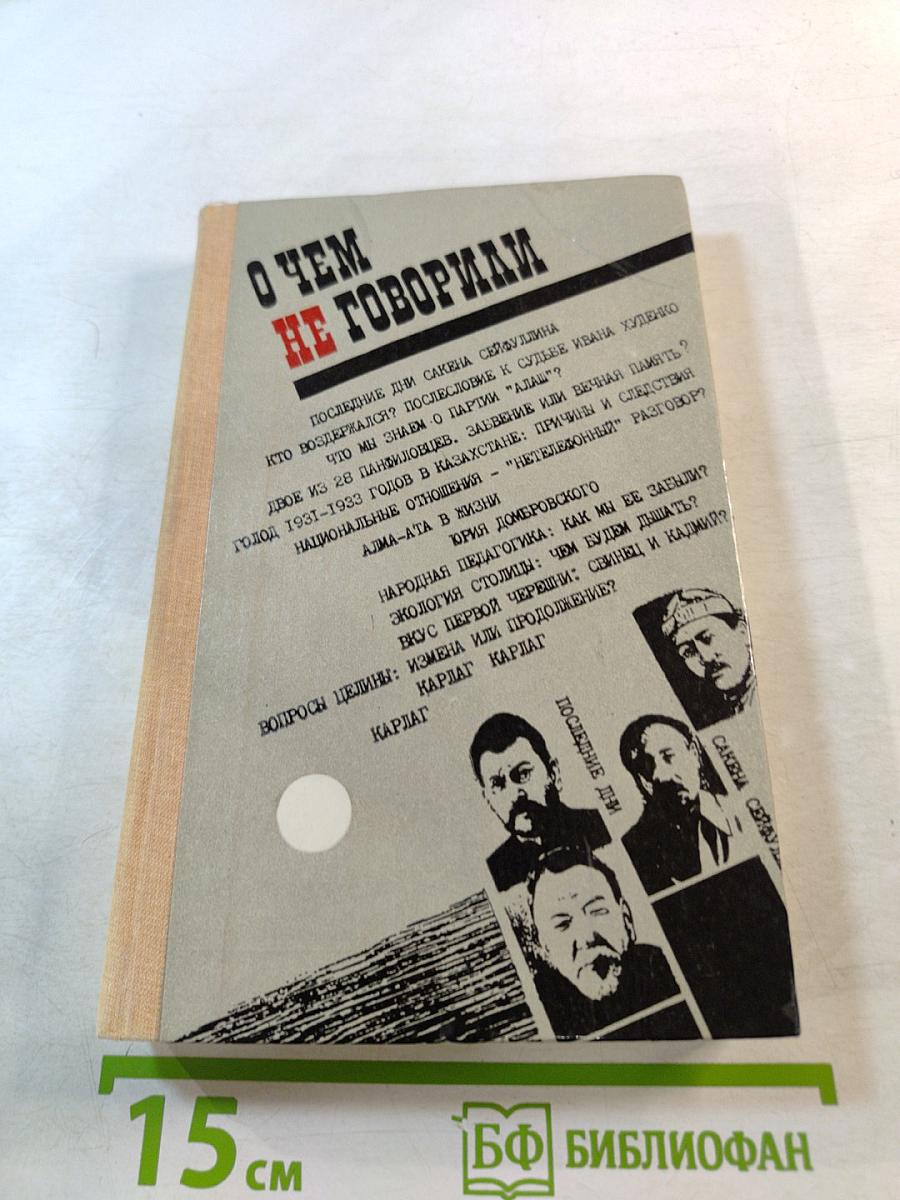 О ЧЕМ
НЕ ГОВОРИЛИ
ПОСЛЕДНИЕ ДНИ САКЕНА СЕЙФУЛЛИНА
КТО ВОЗДЕРЖАЛСЯ? ПОСЛЕСЛОВИЕ К СУДЬБЕ ИВАНА ХУДЕНКО
ЧТО МЫ ЗНАЕМ О ПАРТИИ "АЛАШ"?
ДВОЕ ИЗ 28 ПАНФИЛОВЦЕВ. ЗАБВЕНИЕ ИЛИ ВЕЧНАЯ ПАМЯТЬ?
ГОЛОД 1931-1933 ГОДОВ В КАЗАХСТАНЕ: ПРИЧИНЫ И СЛЕДСТВИЯ
НАЦИОНАЛЬНЫЕ ОТНОШЕНИЯ - "НЕТЕЛЕФОННЫЙ" РАЗГОВОР?
АЛМА-АТА В ЖИЗНИ
ЮРИЯ ДОМБРОВСКОГО
НАРОДНАЯ ПЕДАГОГИКА: КАК МЫ ЕЕ ЗАБЫЛИ?
ЭКОЛОГИЯ СТОЛИЦЫ: ЧЕМ БУДЕМ ДЫШАТЬ?
ВКУС ПЕРВОЙ ЧЕРЕШНИ: СВИНЕЦ И КАДМИЙ?
ВОПРОСЫ ЦЕЛИНЫ: ИЗМЕНА ИЛИ ПРОДОЛЖЕНИЕ?
КАРЛАГ КАРЛАГ
КАРЛАГ
ПОСЛЕДНИЕ ДНИ
САКЕНА СЕЙФУЛ
15 см
БФ БИБЛИОФАН